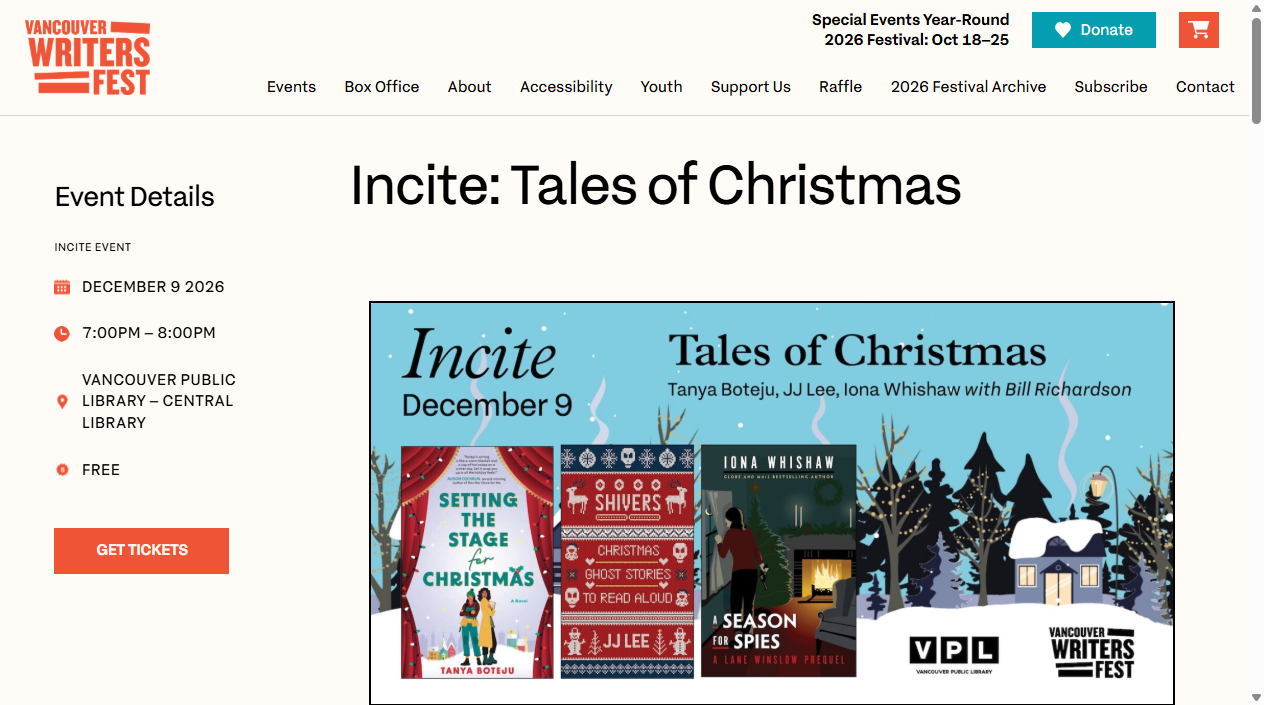 VANCOUVER
WRITERS
FEST
Special Events Year-Round
2026 Festival: Oct 18–25
Donate
Events
Box Office
About
Accessibility
Youth
Support Us
Raffle
2026 Festival Archive
Subscribe
Contact
Event Details
INCITE EVENT
DECEMBER 9 2026
7:00PM – 8:00PM
VANCOUVER PUBLIC
LIBRARY – CENTRAL
LIBRARY
FREE
GET TICKETS
Incite: Tales of Christmas
Incite
December 9
Tales of Christmas
Tanya Boteju, JJ Lee, Iona Whishaw with Bill Richardson
SETTING
THE
STAGE
for
CHRISTMAS
A Novel
TANYA BOTEJU
SHIVERS
CHRISTMAS
GHOST STORIES
TO READ ALOUD
JJ LEE
IONA WHISHAW
GLOBE AND MAIL BESTSELLING AUTHOR
A SEASON
FOR SPIES
A LANE WINSLOW PREQUEL
VPL
VANCOUVER PUBLIC LIBRARY
VANCOUVER
WRITERS
FEST